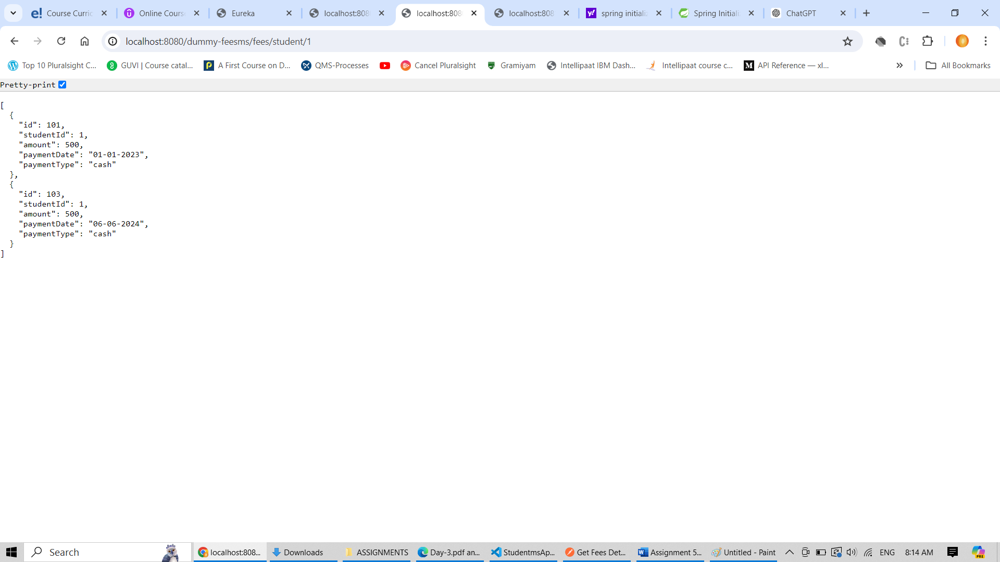 Course Curric
Online Course
Eureka
localhost:808
localhost:808
localhost:808
spring initializ
Spring Initiali
ChatGPT
localhost:8080/dummy-feesms/fees/student/1
Top 10 Pluralsight C...
GUVI | Course catal...
A First Course on D...
QMS-Processes
Cancel Pluralsight
Gramiyam
Intellipaat IBM Dash...
Intellipaat course c...
API Reference — xl...
All Bookmarks
Pretty-print
[
  {
    "id": 101,
    "studentId": 1,
    "amount": 500,
    "paymentDate": "01-01-2023",
    "paymentType": "cash"
  },
  {
    "id": 103,
    "studentId": 1,
    "amount": 500,
    "paymentDate": "06-06-2024",
    "paymentType": "cash"
  }
]
Search
localhost:808...
Downloads
ASSIGNMENTS
Day-3.pdf an...
StudentmsAp...
Get Fees Det...
Assignment 5...
Untitled - Paint
ENG
8:14 AM
PRE